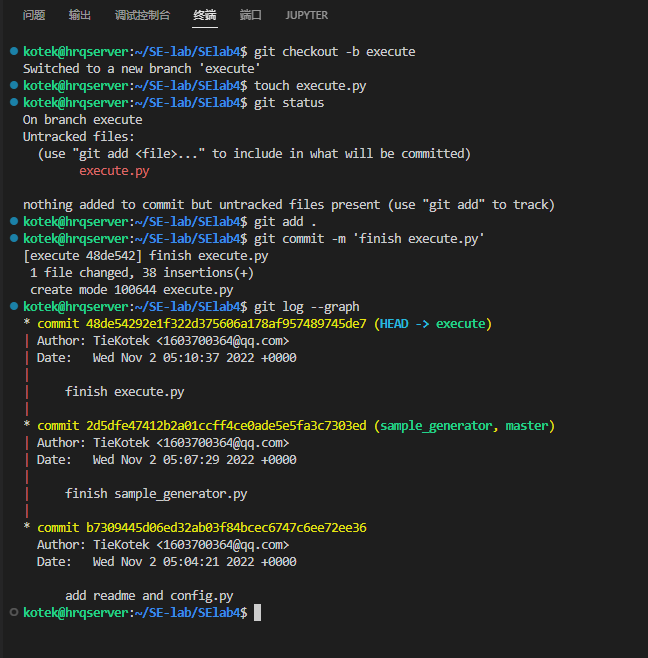 问题 输出 调试控制台 终端 端口 JUPYTER
kotek@hrqserver:~/SE-lab/SElab4$ git checkout -b execute
Switched to a new branch 'execute'
kotek@hrqserver:~/SE-lab/SElab4$ touch execute.py
kotek@hrqserver:~/SE-lab/SElab4$ git status
On branch execute
Untracked files:
  (use "git add <file>..." to include in what will be committed)
        execute.py

nothing added to commit but untracked files present (use "git add" to track)
kotek@hrqserver:~/SE-lab/SElab4$ git add .
kotek@hrqserver:~/SE-lab/SElab4$ git commit -m 'finish execute.py'
[execute 48de542] finish execute.py
 1 file changed, 38 insertions(+)
 create mode 100644 execute.py
kotek@hrqserver:~/SE-lab/SElab4$ git log --graph
* commit 48de54292e1f322d375606a178af957489745de7 (HEAD -> execute)
| Author: TieKotek <1603700364@qq.com>
| Date:   Wed Nov 2 05:10:37 2022 +0000
|
|     finish execute.py
|
* commit 2d5dfe47412b2a01ccff4ce0ade5e5fa3c7303ed (sample_generator, master)
| Author: TieKotek <1603700364@qq.com>
| Date:   Wed Nov 2 05:07:29 2022 +0000
|
|     finish sample_generator.py
|
* commit b7309445d06ed32ab03f84bcec6747c6ee72ee36
  Author: TieKotek <1603700364@qq.com>
  Date:   Wed Nov 2 05:04:21 2022 +0000

      add readme and config.py
kotek@hrqserver:~/SE-lab/SElab4$